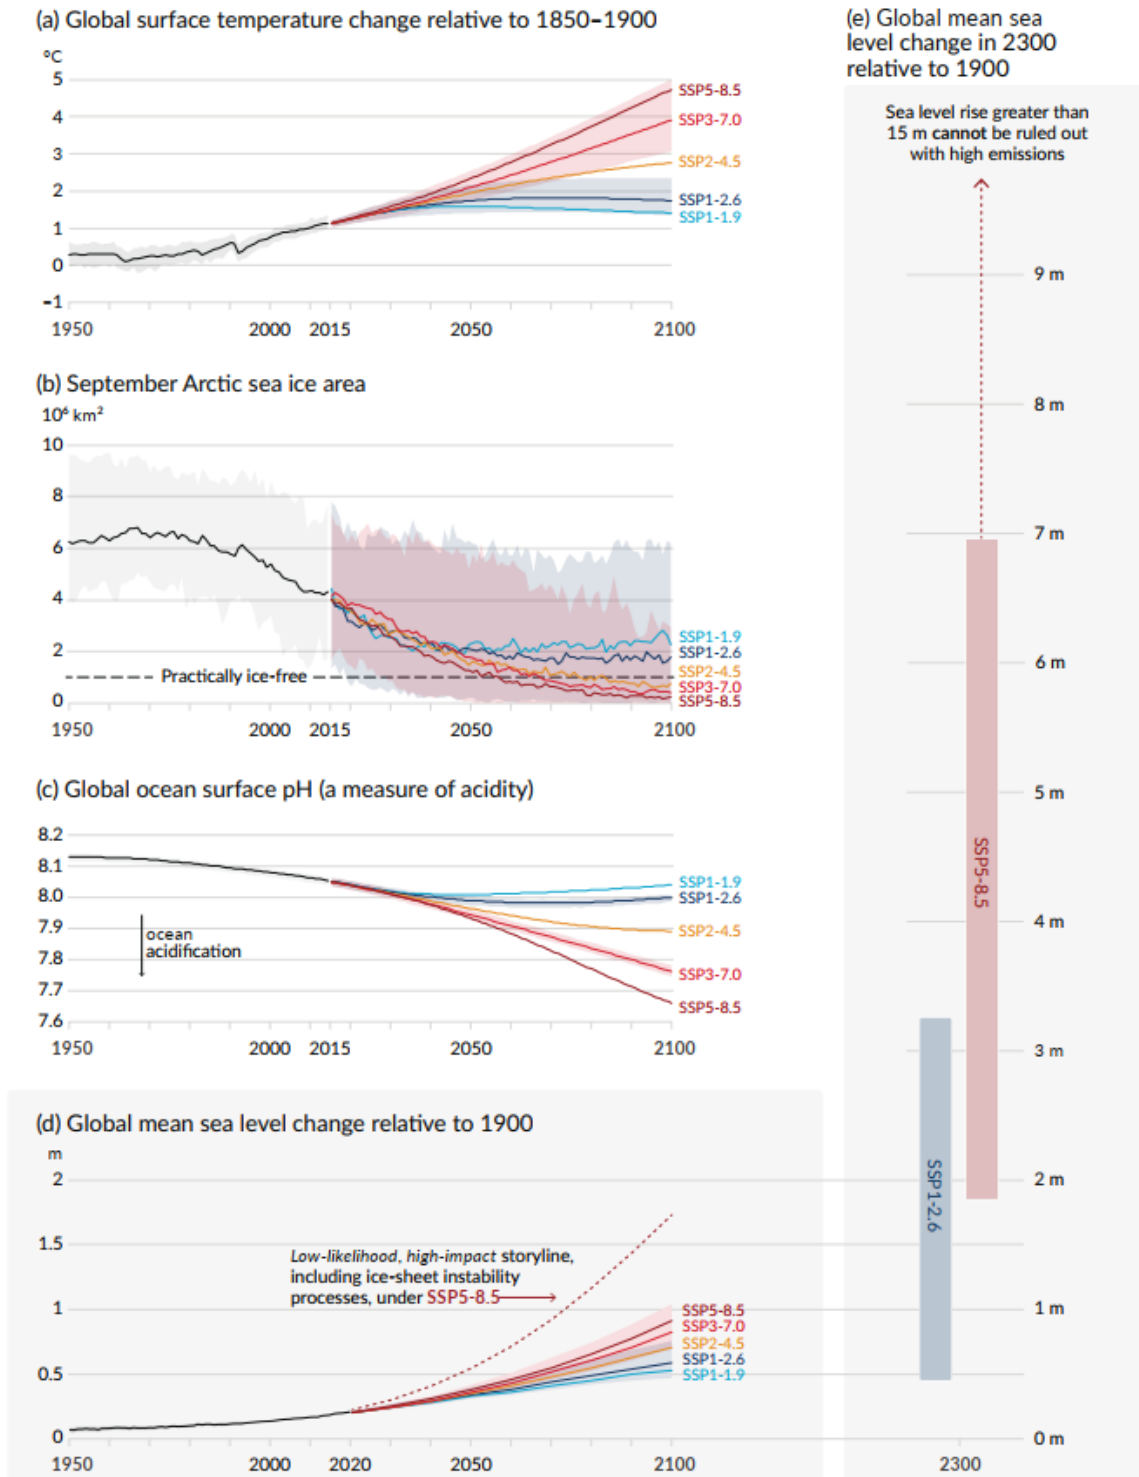 (a) Global surface temperature change relative to 1850–1900
°C
5
4
3
2
1
0
–1
1950
2000
2015
2050
2100
SSP5-8.5
SSP3-7.0
SSP2-4.5
SSP1-2.6
SSP1-1.9
(b) September Arctic sea ice area
10⁶ km²
10
8
6
4
2
0
Practically ice-free
1950
2000
2015
2050
2100
SSP1-1.9
SSP1-2.6
SSP2-4.5
SSP3-7.0
SSP5-8.5
(c) Global ocean surface pH (a measure of acidity)
8.2
8.1
8.0
7.9
7.8
7.7
7.6
ocean
acidification
1950
2000
2015
2050
2100
SSP1-1.9
SSP1-2.6
SSP2-4.5
SSP3-7.0
SSP5-8.5
(d) Global mean sea level change relative to 1900
m
2
1.5
1
0.5
0
Low-likelihood, high-impact storyline,
including ice-sheet instability
processes, under SSP5-8.5
1950
2000
2020
2050
2100
SSP5-8.5
SSP3-7.0
SSP2-4.5
SSP1-2.6
SSP1-1.9
(e) Global mean sea
level change in 2300
relative to 1900
Sea level rise greater than
15 m cannot be ruled out
with high emissions
9 m
8 m
7 m
6 m
5 m
4 m
3 m
2 m
1 m
0 m
SSP5-8.5
SSP1-2.6
2300